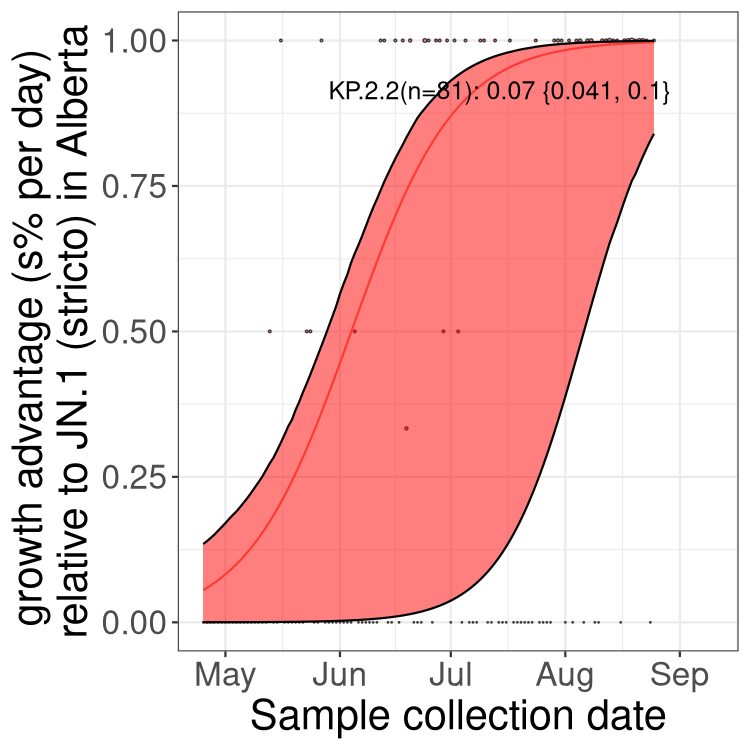 growth advantage (s% per day)
relative to JN.1 (stricto) in Alberta
1.00
0.75
0.50
0.25
0.00
KP.2.2(n=81): 0.07 {0.041, 0.1}
May Jun Jul Aug Sep
Sample collection date